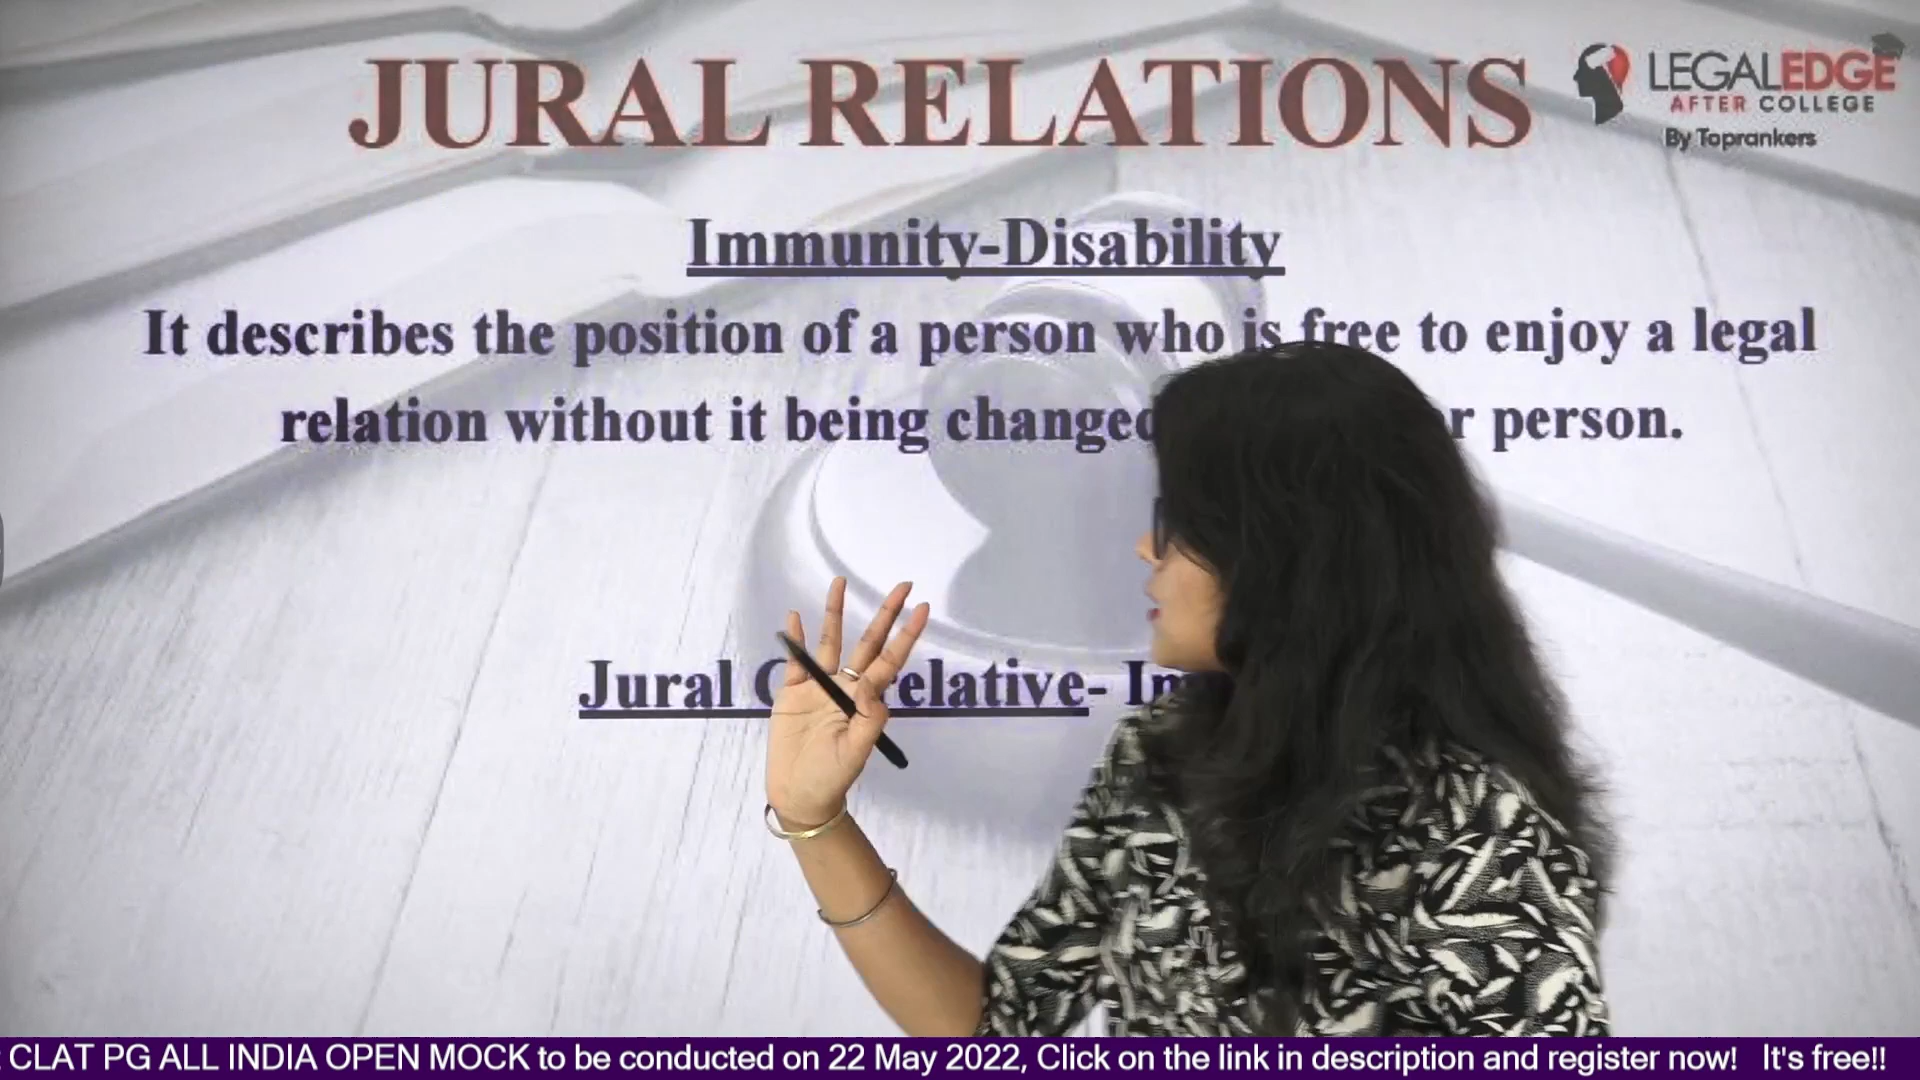 JURAL RELATIONS
LEGALEDGE
AFTER COLLEGE
By Toprankers
Immunity-Disability
It describes the position of a person who is free to enjoy a legal
relation without it being changed person.
Jural
CLAT PG ALL INDIA OPEN MOCK to be conducted on 22 May 2022, Click on the link in description and register now! It's free!!